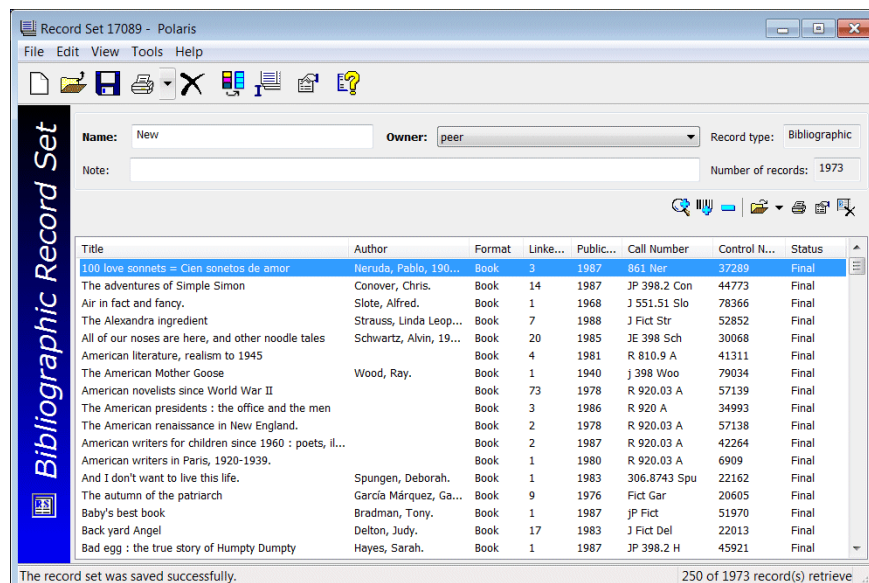 Record Set 17089 - Polaris
File Edit View Tools Help
Bibliographic Record Set
Name: New Owner: peer Record type: Bibliographic
Note: Number of records: 1973
Title Author Format Linke... Public... Call Number Control N... Status
100 love sonnets = Cien sonetos de amor Neruda, Pablo, 190... Book 3 1987 861 Ner 37289 Final
The adventures of Simple Simon Conover, Chris. Book 14 1987 JP 398.2 Con 44773 Final
Air in fact and fancy. Slote, Alfred. Book 1 1968 J 551.51 Slo 78366 Final
The Alexandra ingredient Strauss, Linda Leop... Book 7 1988 J Fict Str 52852 Final
All of our noses are here, and other noodle tales Schwartz, Alvin, 19... Book 20 1985 JE 398 Sch 30068 Final
American literature, realism to 1945 Book 4 1981 R 810.9 A 41311 Final
The American Mother Goose Wood, Ray. Book 1 1940 j 398 Woo 79034 Final
American novelists since World War II Book 73 1978 R 920.03 A 57139 Final
The American presidents : the office and the men Book 3 1986 R 920 A 34993 Final
The American renaissance in New England. Book 2 1978 R 920.03 A 57138 Final
American writers for children since 1960 : poets, il... Book 2 1987 R 920.03 A 42264 Final
American writers in Paris, 1920-1939. Book 1 1980 R 920.03 A 6909 Final
And I don't want to live this life. Spungen, Deborah. Book 1 1983 306.8743 Spu 22162 Final
The autumn of the patriarch García Márquez, Ga... Book 9 1976 Fict Gar 20605 Final
Baby's best book Bradman, Tony. Book 1 1987 jP Fict 51970 Final
Back yard Angel Delton, Judy. Book 17 1983 J Fict Del 22013 Final
Bad egg : the true story of Humpty Dumpty Hayes, Sarah. Book 1 1987 JP 398.2 H 45921 Final
The record set was saved successfully. 250 of 1973 record(s) retrieve